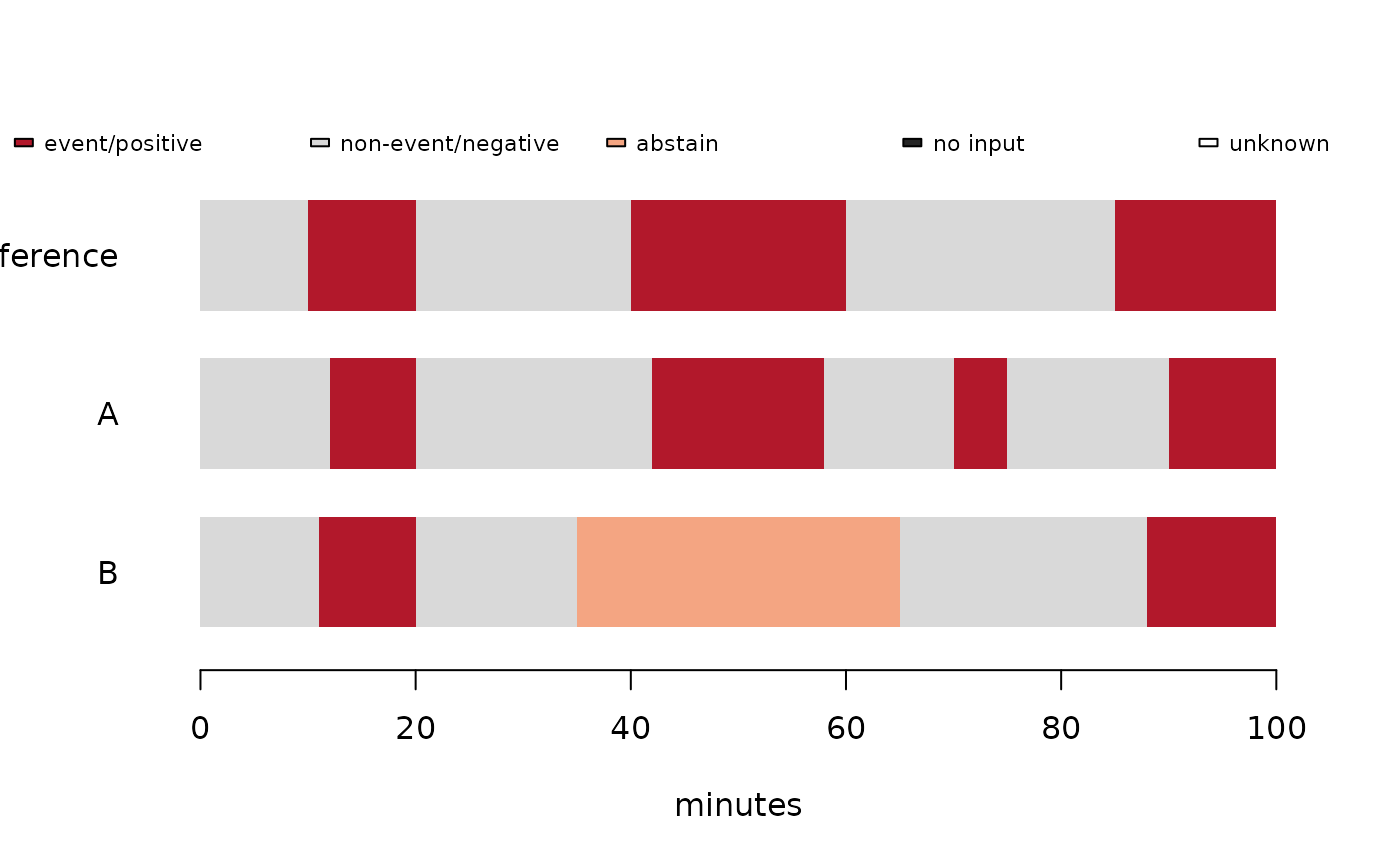 event/positive non-event/negative abstain no input unknown
ference
A
B
0 20 40 60 80 100
minutes